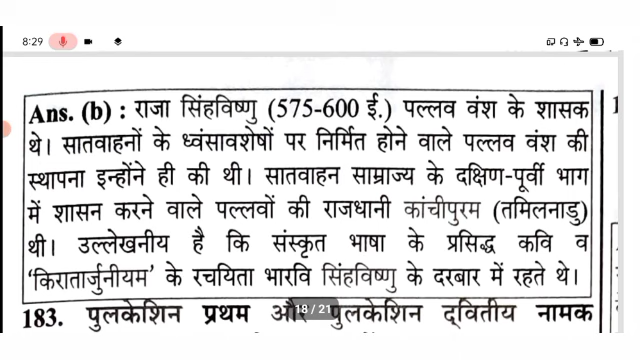 8:29
Ans. (b) : राजा सिंहविष्णु (575-600 ई.) पल्लव वंश के शासक
थे। सातवाहनों के ध्वंसावशेषों पर निर्मित होने वाले पल्लव वंश की
स्थापना इन्होंने ही की थी। सातवाहन साम्राज्य के दक्षिण-पूर्वी भाग
में शासन करने वाले पल्लवों की राजधानी कांचीपुरम (तमिलनाडु)
थी। उल्लेखनीय है कि संस्कृत भाषा के प्रसिद्ध कवि व
‘किरातार्जुनीयम’ के रचयिता भारवि सिंहविष्णु के दरबार में रहते थे।
183. पुलकेशिन प्रथम और पुलकेशिन द्वितीय नामक
18 / 21